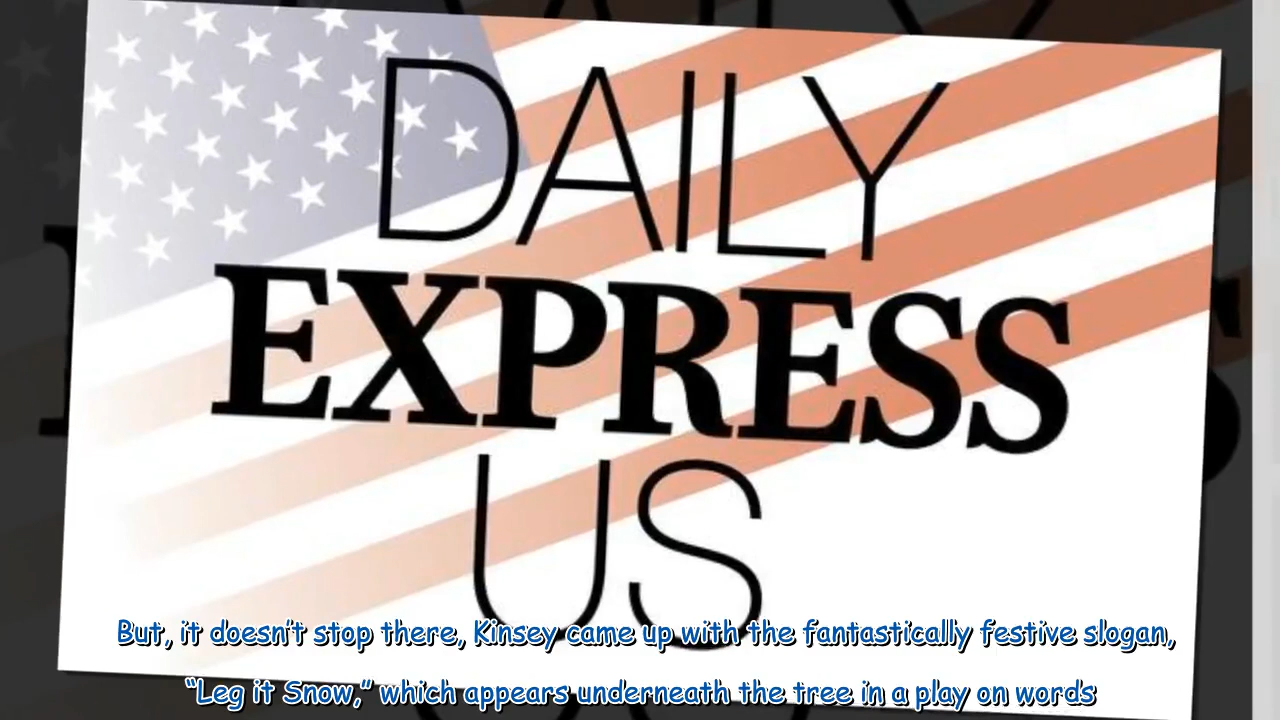 DAILY
EXPRESS
US
But, it doesn't stop there, Kinsey came up with the fantastically festive slogan,
“Leg it Snow,” which appears underneath the tree in a play on words